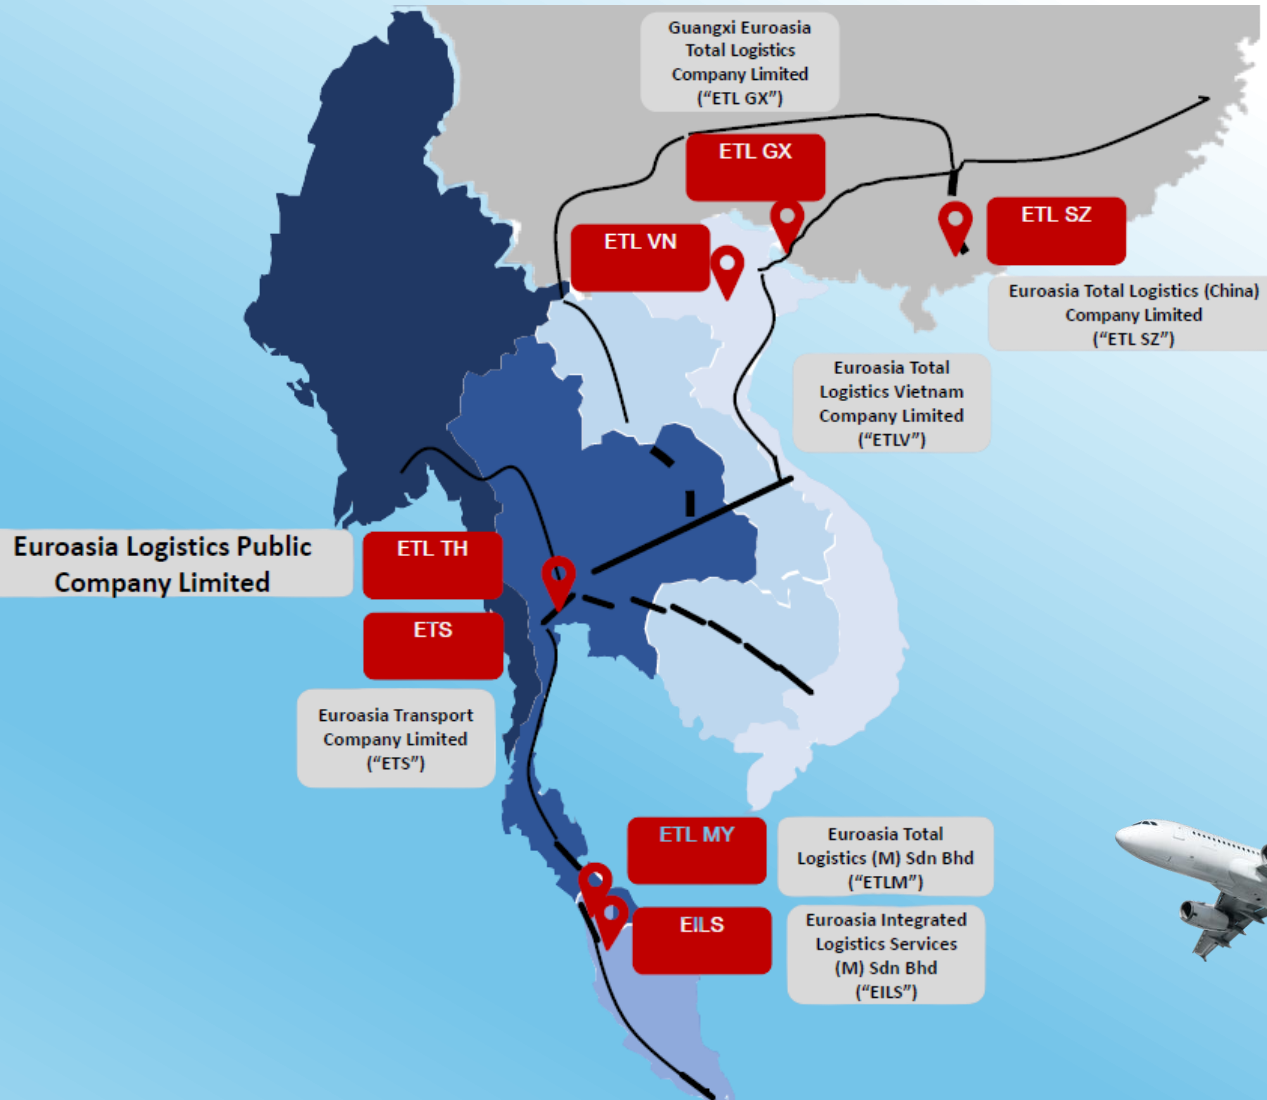 Guangxi Euroasia
Total Logistics
Company Limited
(“ETL GX”)
ETL GX
ETL SZ
ETL VN
Euroasia Total Logistics (China)
Company Limited
(“ETL SZ”)
Euroasia Total
Logistics Vietnam
Company Limited
(“ETLV”)
Euroasia Logistics Public
Company Limited
ETL TH
ETS
Euroasia Transport
Company Limited
(“ETS”)
ETL MY
Euroasia Total
Logistics (M) Sdn Bhd
(“ETLM”)
EILS
Euroasia Integrated
Logistics Services
(M) Sdn Bhd
(“EILS”)